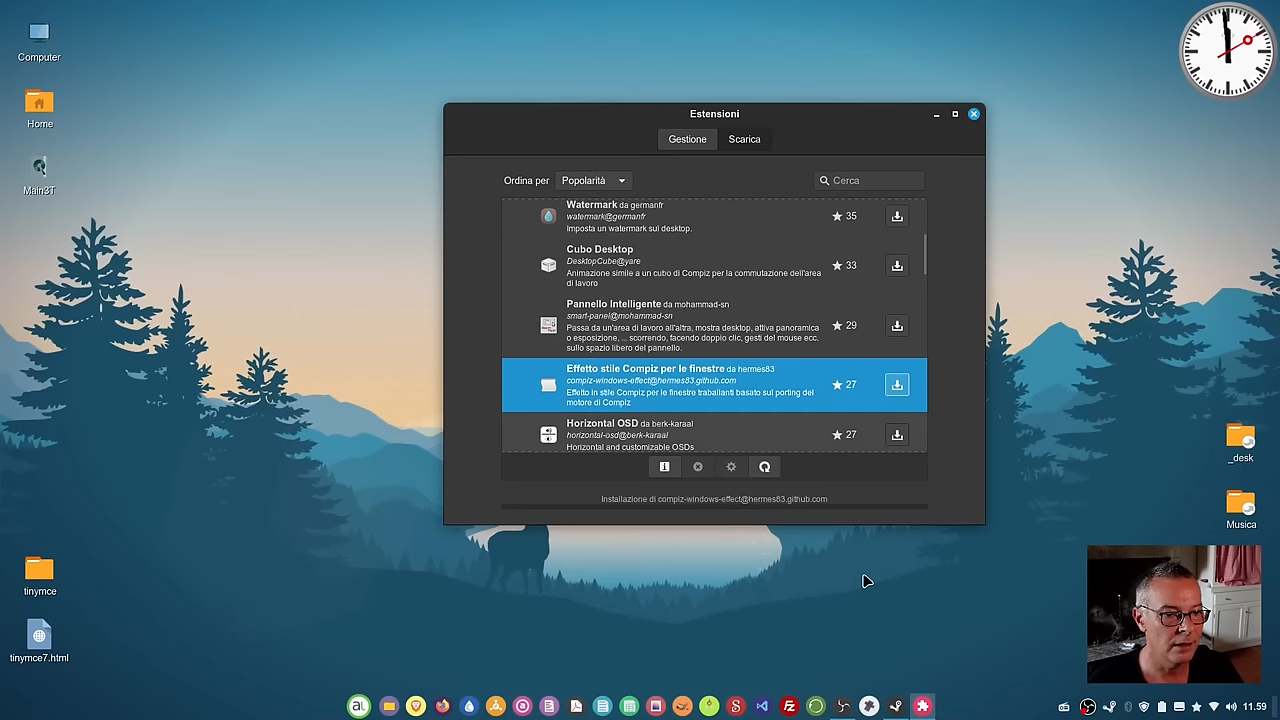 Computer
Home
Main3T
tinymce
tinymce7.html
Estensioni
Gestione
Scarica
Ordina per
Popolarità
Cerca
Watermark da germanfr
watermark@germanfr
Imposta un watermark sul desktop.
35
Cubo Desktop
DesktopCube@yare
Animazione simile a un cubo di Compiz per la commutazione dell'area
di lavoro
33
Pannello Intelligente da mohammad-sn
smart-panel@mohammad-sn
Passa da un'area di lavoro all'altra, mostra desktop, attiva panoramica
o esposizione, ... scorrendo, facendo doppio clic, gesti del mouse ecc.
sullo spazio libero del pannello.
29
Effetto stile Compiz per le finestre da hermes83
compiz-windows-effect@hermes83.github.com
Effetto in stile Compiz per le finestre traballanti basato sul porting del
motore di Compiz
27
Horizontal OSD da berk-karaal
horizontal-osd@berk-karaal
Horizontal and customizable OSDs
27
Installazione di compiz-windows-effect@hermes83.github.com
_desk
Musica
al
11.59